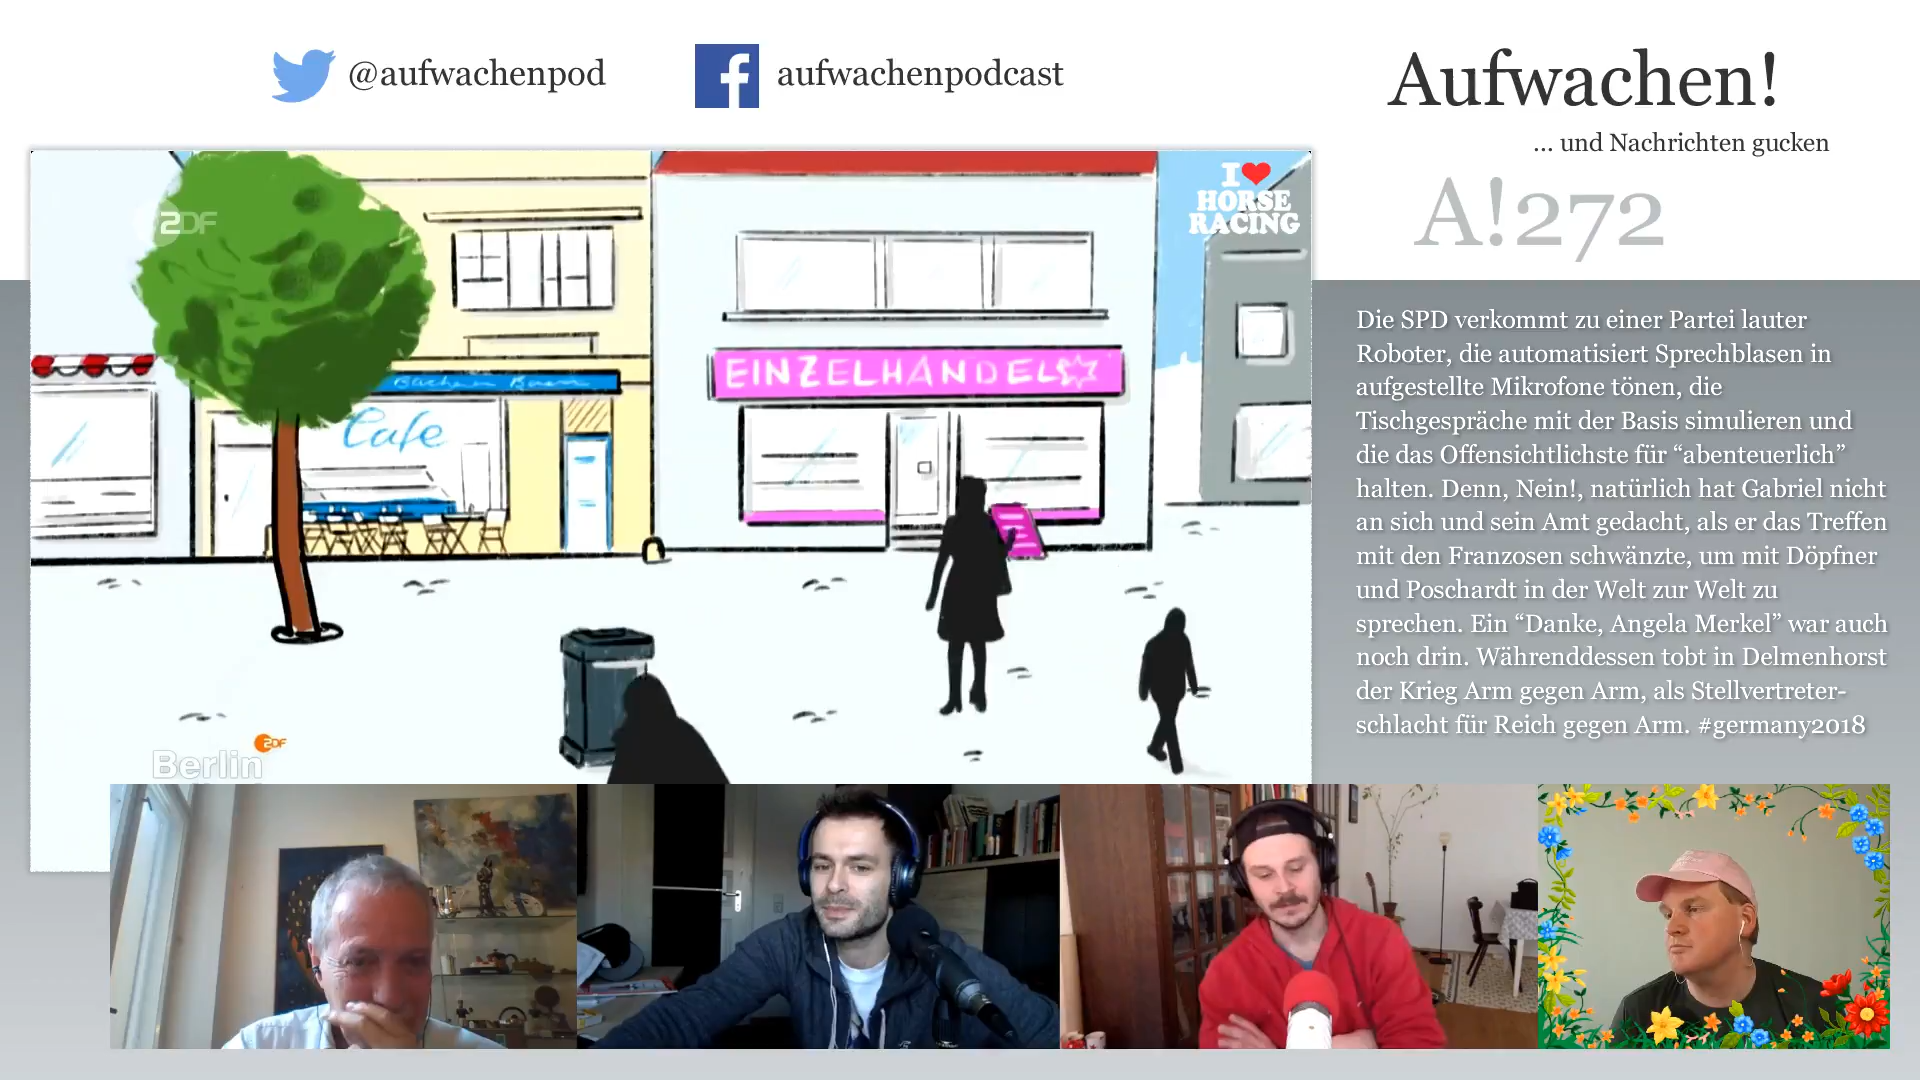 @aufwachenpod
aufwachenpodcast
Aufwachen!
... und Nachrichten gucken
A!272
I
HORSE
RACING
ZDF
EINZELHANDELS
Cafe
Die SPD verkommt zu einer Partei lauter
Roboter, die automatisiert Sprechblasen in
aufgestellte Mikrofone tönen, die
Tischgespräche mit der Basis simulieren und
die das Offensichtlichste für “abenteuerlich”
halten. Denn, Nein!, natürlich hat Gabriel nicht
an sich und sein Amt gedacht, als er das Treffen
mit den Franzosen schwänzte, um mit Döpfner
und Poschardt in der Welt zur Welt zu
sprechen. Ein “Danke, Angela Merkel” war auch
noch drin. Währenddessen tobt in Delmenhorst
der Krieg Arm gegen Arm, als Stellvertreter-
schlacht für Reich gegen Arm. #germany2018
ZDF
Berlin